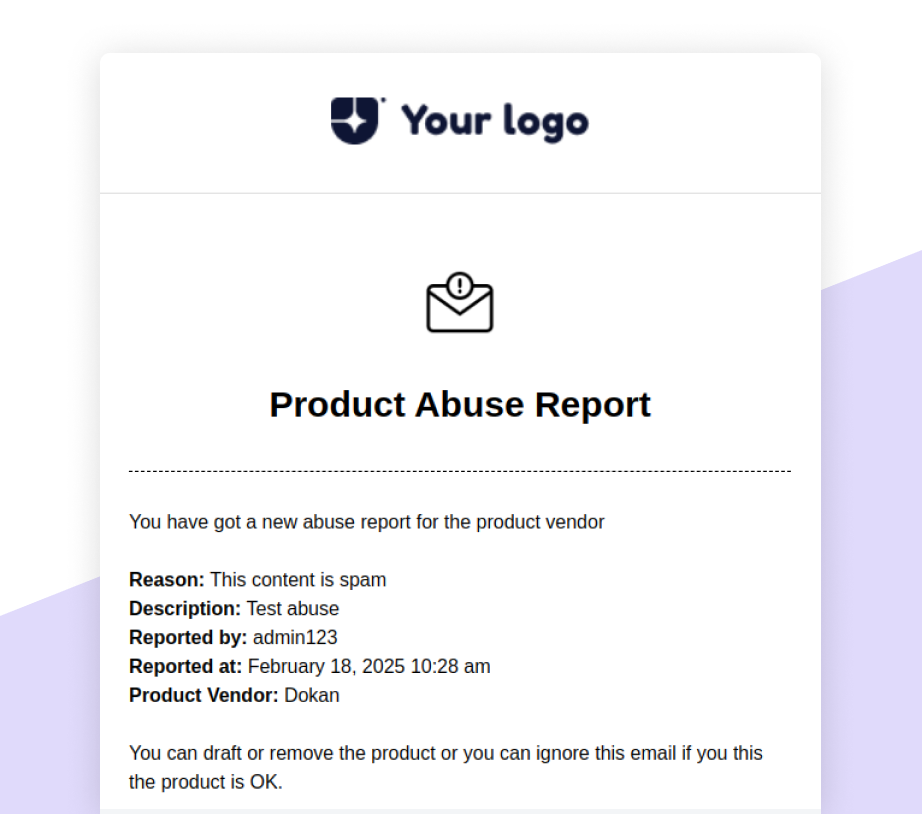 Your logo
Product Abuse Report
You have got a new abuse report for the product vendor
Reason: This content is spam
Description: Test abuse
Reported by: admin123
Reported at: February 18, 2025 10:28 am
Product Vendor: Dokan
You can draft or remove the product or you can ignore this email if you this
the product is OK.